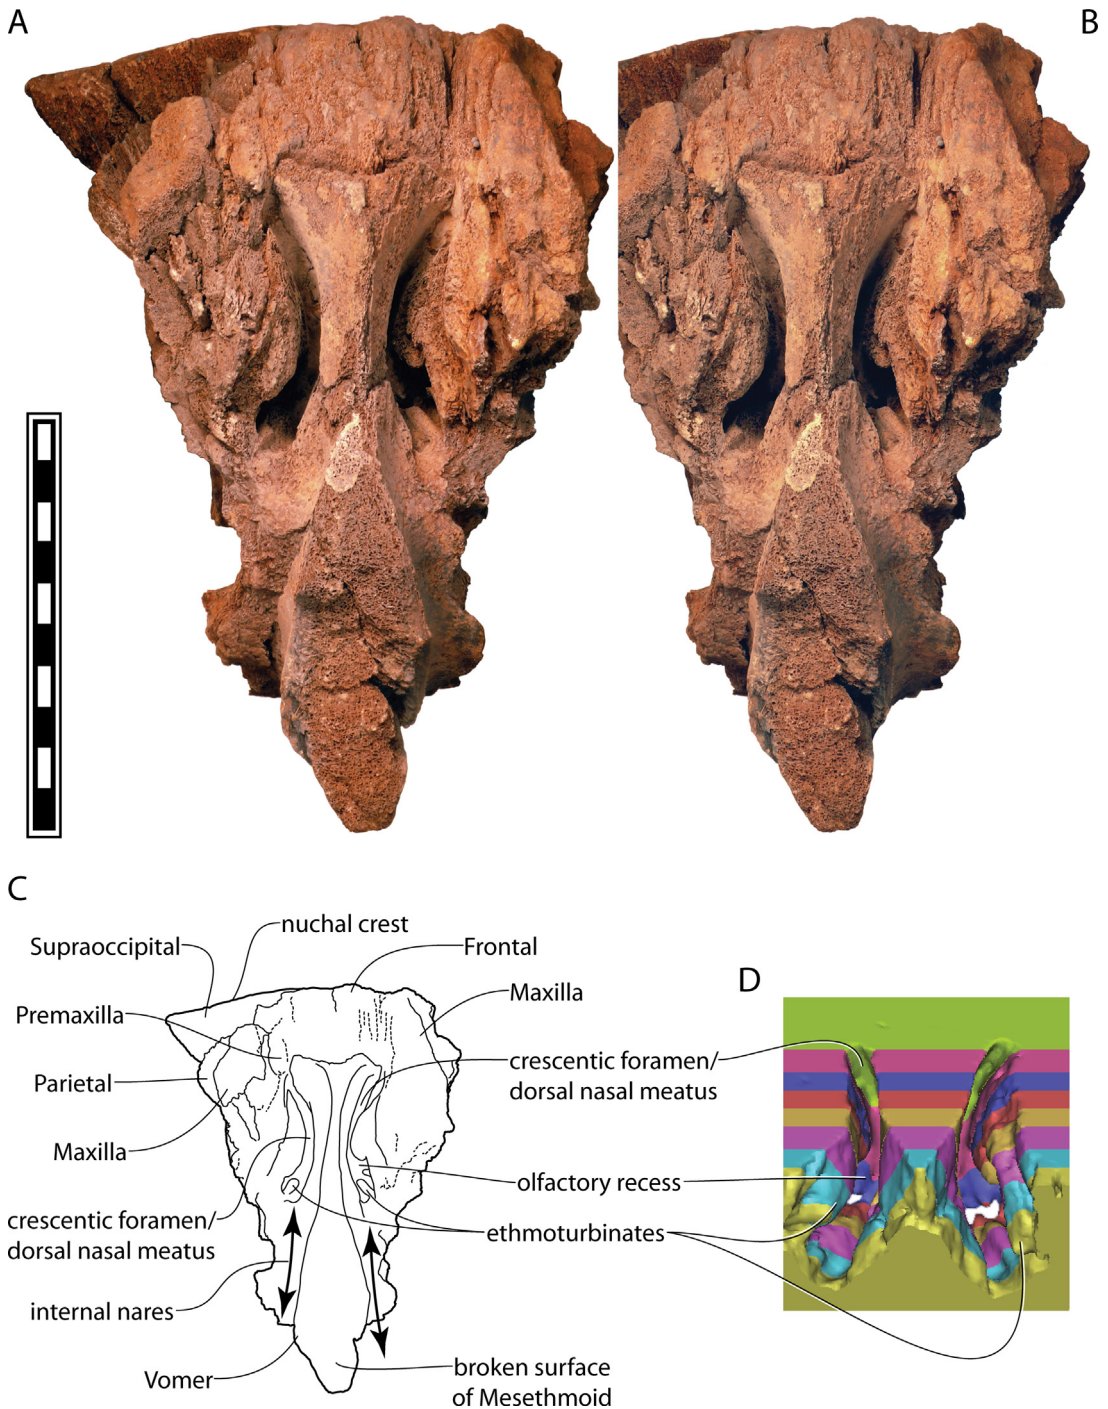 A
B
C
nuchal crest
Supraoccipital
Frontal
D
Maxilla
Premaxilla
crescentic foramen/
dorsal nasal meatus
Parietal
Maxilla
olfactory recess
crescentic foramen/
dorsal nasal meatus
ethmoturbinates
internal nares
Vomer
broken surface
of Mesethmoid